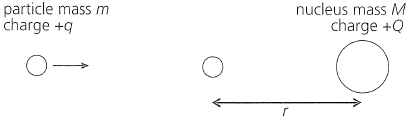 particle mass m
charge +q
nucleus mass M
charge +Q
r